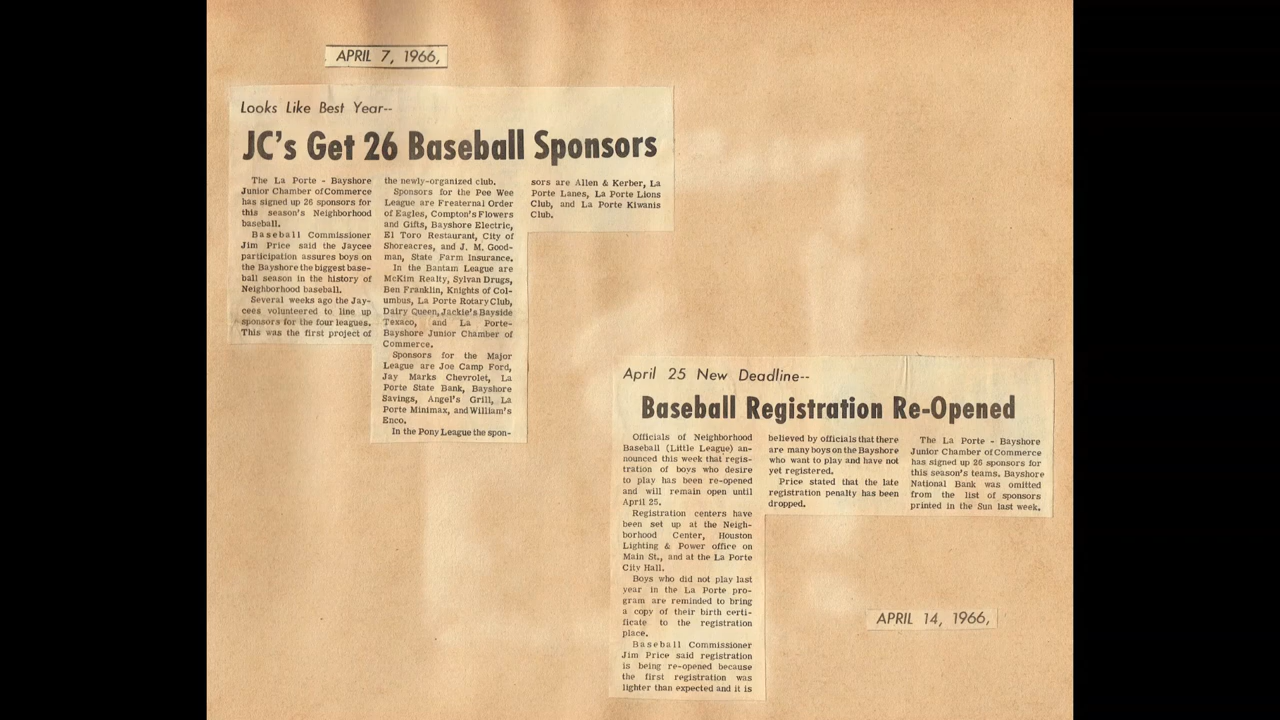 APRIL 7, 1966,
Looks Like Best Year--
JC's Get 26 Baseball Sponsors
The La Porte - Bayshore
Junior Chamber of Commerce
has signed up 26 sponsors for
this season's Neighborhood
baseball.
Baseball Commissioner
Jim Price said the Jaycee
participation assures boys on
the Bayshore the biggest base-
ball season in the history of
Neighborhood baseball.
Several weeks ago the Jay-
cees volunteered to line up
sponsors for the four leagues.
This was the first project of
the newly-organized club.
Sponsors for the Pee Wee
League are Freaternal Order
of Eagles, Compton's Flowers
and Gifts, Bayshore Electric,
El Toro Restaurant, City of
Shoreacres, and J. M. Good-
man, State Farm Insurance.
In the Bantam League are
McKim Realty, Sylvan Drugs,
Ben Franklin, Knights of Col-
umbus, La Porte Rotary Club,
Dairy Queen, Jackie's Bayside
Texaco, and La Porte-
Bayshore Junior Chamber of
Commerce.
Sponsors for the Major
League are Joe Camp Ford,
Jay Marks Chevrolet, La
Porte State Bank, Bayshore
Savings, Angel's Grill, La
Porte Minimax, and William's
Enco.
In the Pony League the spon-
sors are Allen & Kerber, La
Porte Lanes, La Porte Lions
Club, and La Porte Kiwanis
Club.
April 25 New Deadline--
Baseball Registration Re-Opened
Officials of Neighborhood
Baseball (Little League) an-
nounced this week that regis-
tration of boys who desire
to play has been re-opened
and will remain open until
April 25.
Registration centers have
been set up at the Neigh-
borhood Center, Houston
Lighting & Power office on
Main St., and at the La Porte
City Hall.
Boys who did not play last
year in the La Porte pro-
gram are reminded to bring
a copy of their birth certi-
ficate to the registration
place.
Baseball Commissioner
Jim Price said registration
is being re-opened because
the first registration was
lighter than expected and it is
believed by officials that there
are many boys on the Bayshore
who want to play and have not
yet registered.
Price stated that the late
registration penalty has been
dropped.
The La Porte - Bayshore
Junior Chamber of Commerce
has signed up 26 sponsors for
this season's teams. Bayshore
National Bank was omitted
from the list of sponsors
printed in the Sun last week.
APRIL 14, 1966,